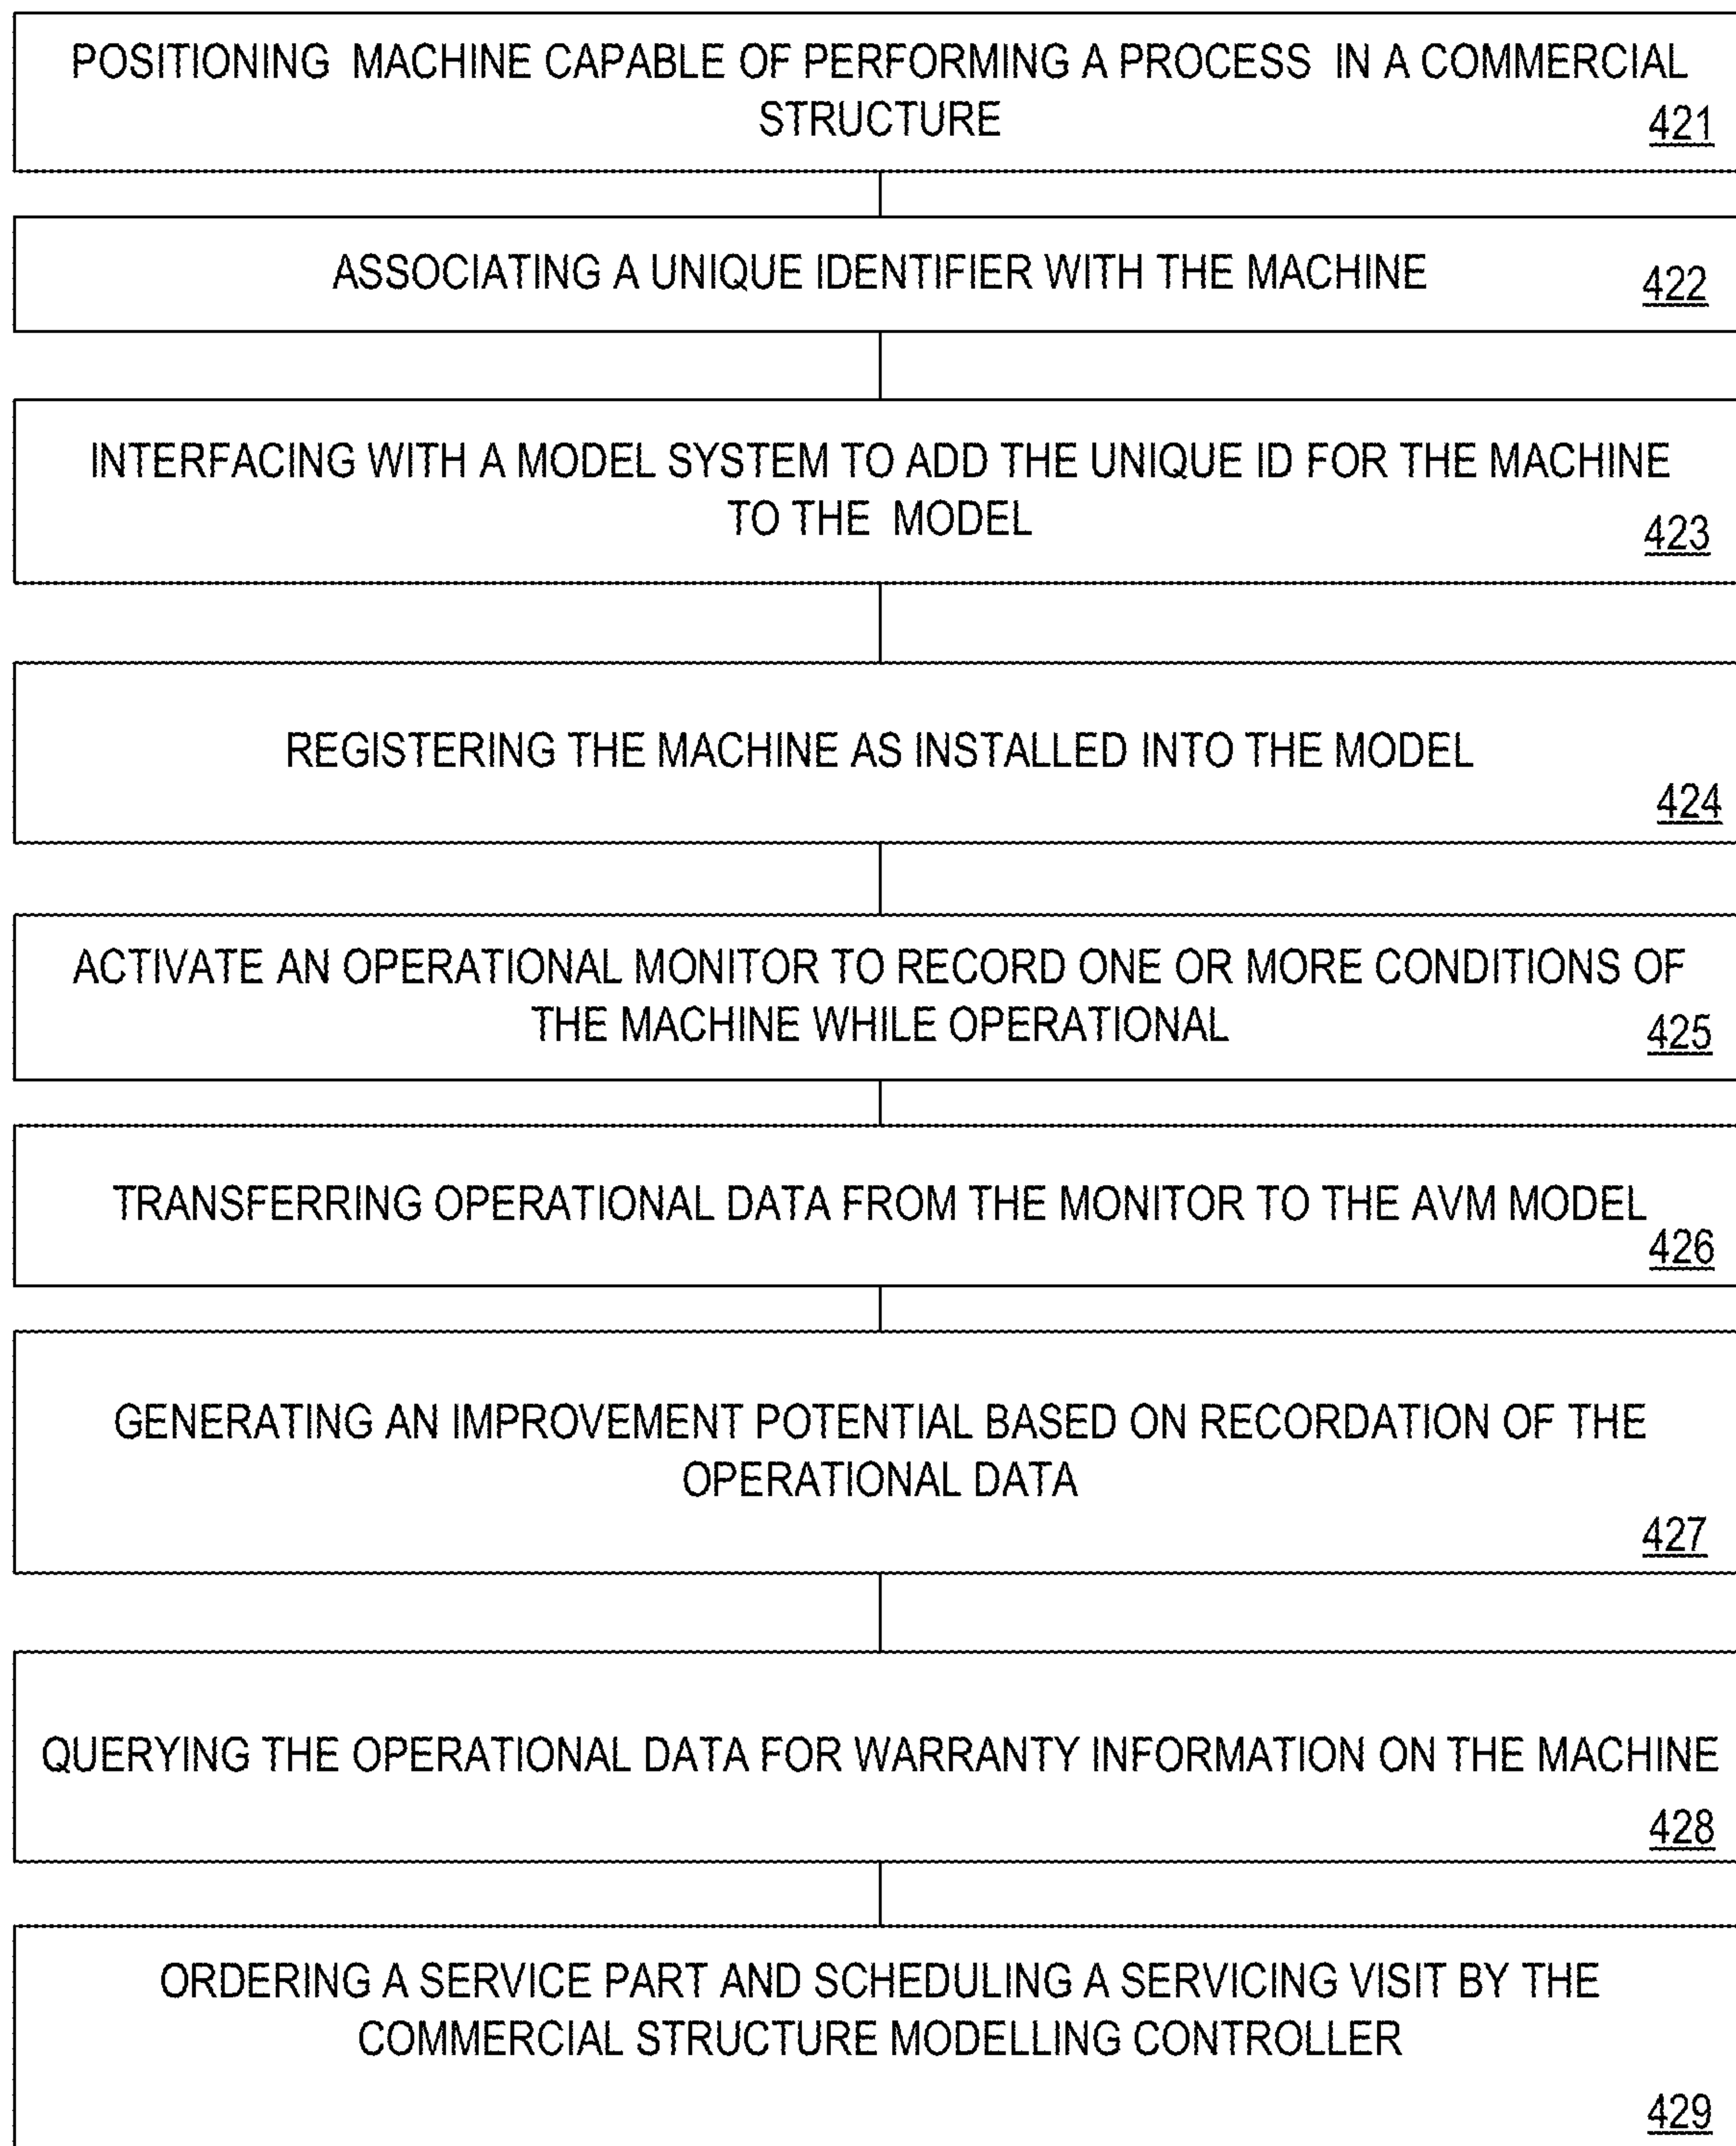 POSITIONING MACHINE CAPABLE OF PERFORMING A PROCESS IN A COMMERCIAL
STRUCTURE
421
ASSOCIATING A UNIQUE IDENTIFIER WITH THE MACHINE
422
INTERFACING WITH A MODEL SYSTEM TO ADD THE UNIQUE ID FOR THE MACHINE
TO THE MODEL
423
REGISTERING THE MACHINE AS INSTALLED INTO THE MODEL
424
ACTIVATE AN OPERATIONAL MONITOR TO RECORD ONE OR MORE CONDITIONS OF
THE MACHINE WHILE OPERATIONAL
425
TRANSFERRING OPERATIONAL DATA FROM THE MONITOR TO THE AVM MODEL
426
GENERATING AN IMPROVEMENT POTENTIAL BASED ON RECORDATION OF THE
OPERATIONAL DATA
427
QUERYING THE OPERATIONAL DATA FOR WARRANTY INFORMATION ON THE MACHINE
428
ORDERING A SERVICE PART AND SCHEDULING A SERVICING VISIT BY THE
COMMERCIAL STRUCTURE MODELLING CONTROLLER
429